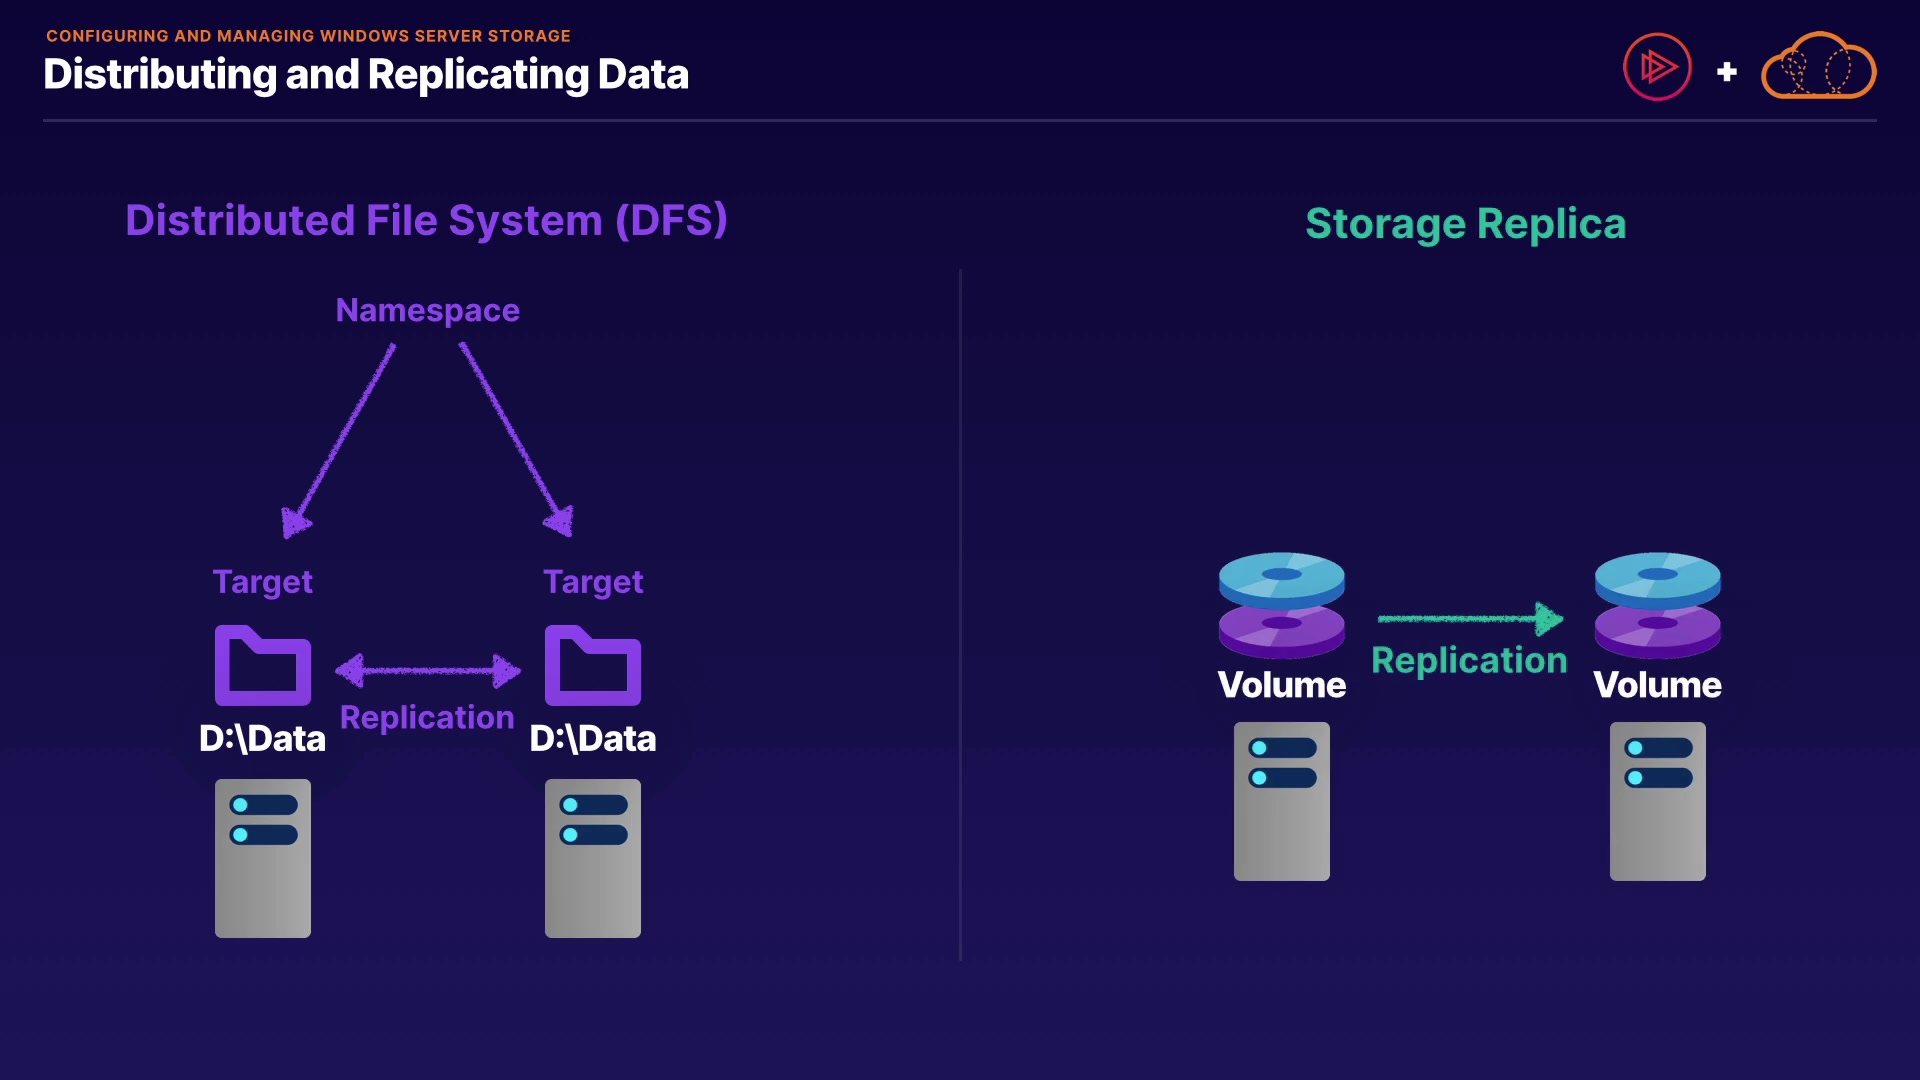 CONFIGURING AND MANAGING WINDOWS SERVER STORAGE
Distributing and Replicating Data
Distributed File System (DFS)
Namespace
Target
Target
Replication
D:\Data
D:\Data
Storage Replica
Replication
Volume
Volume